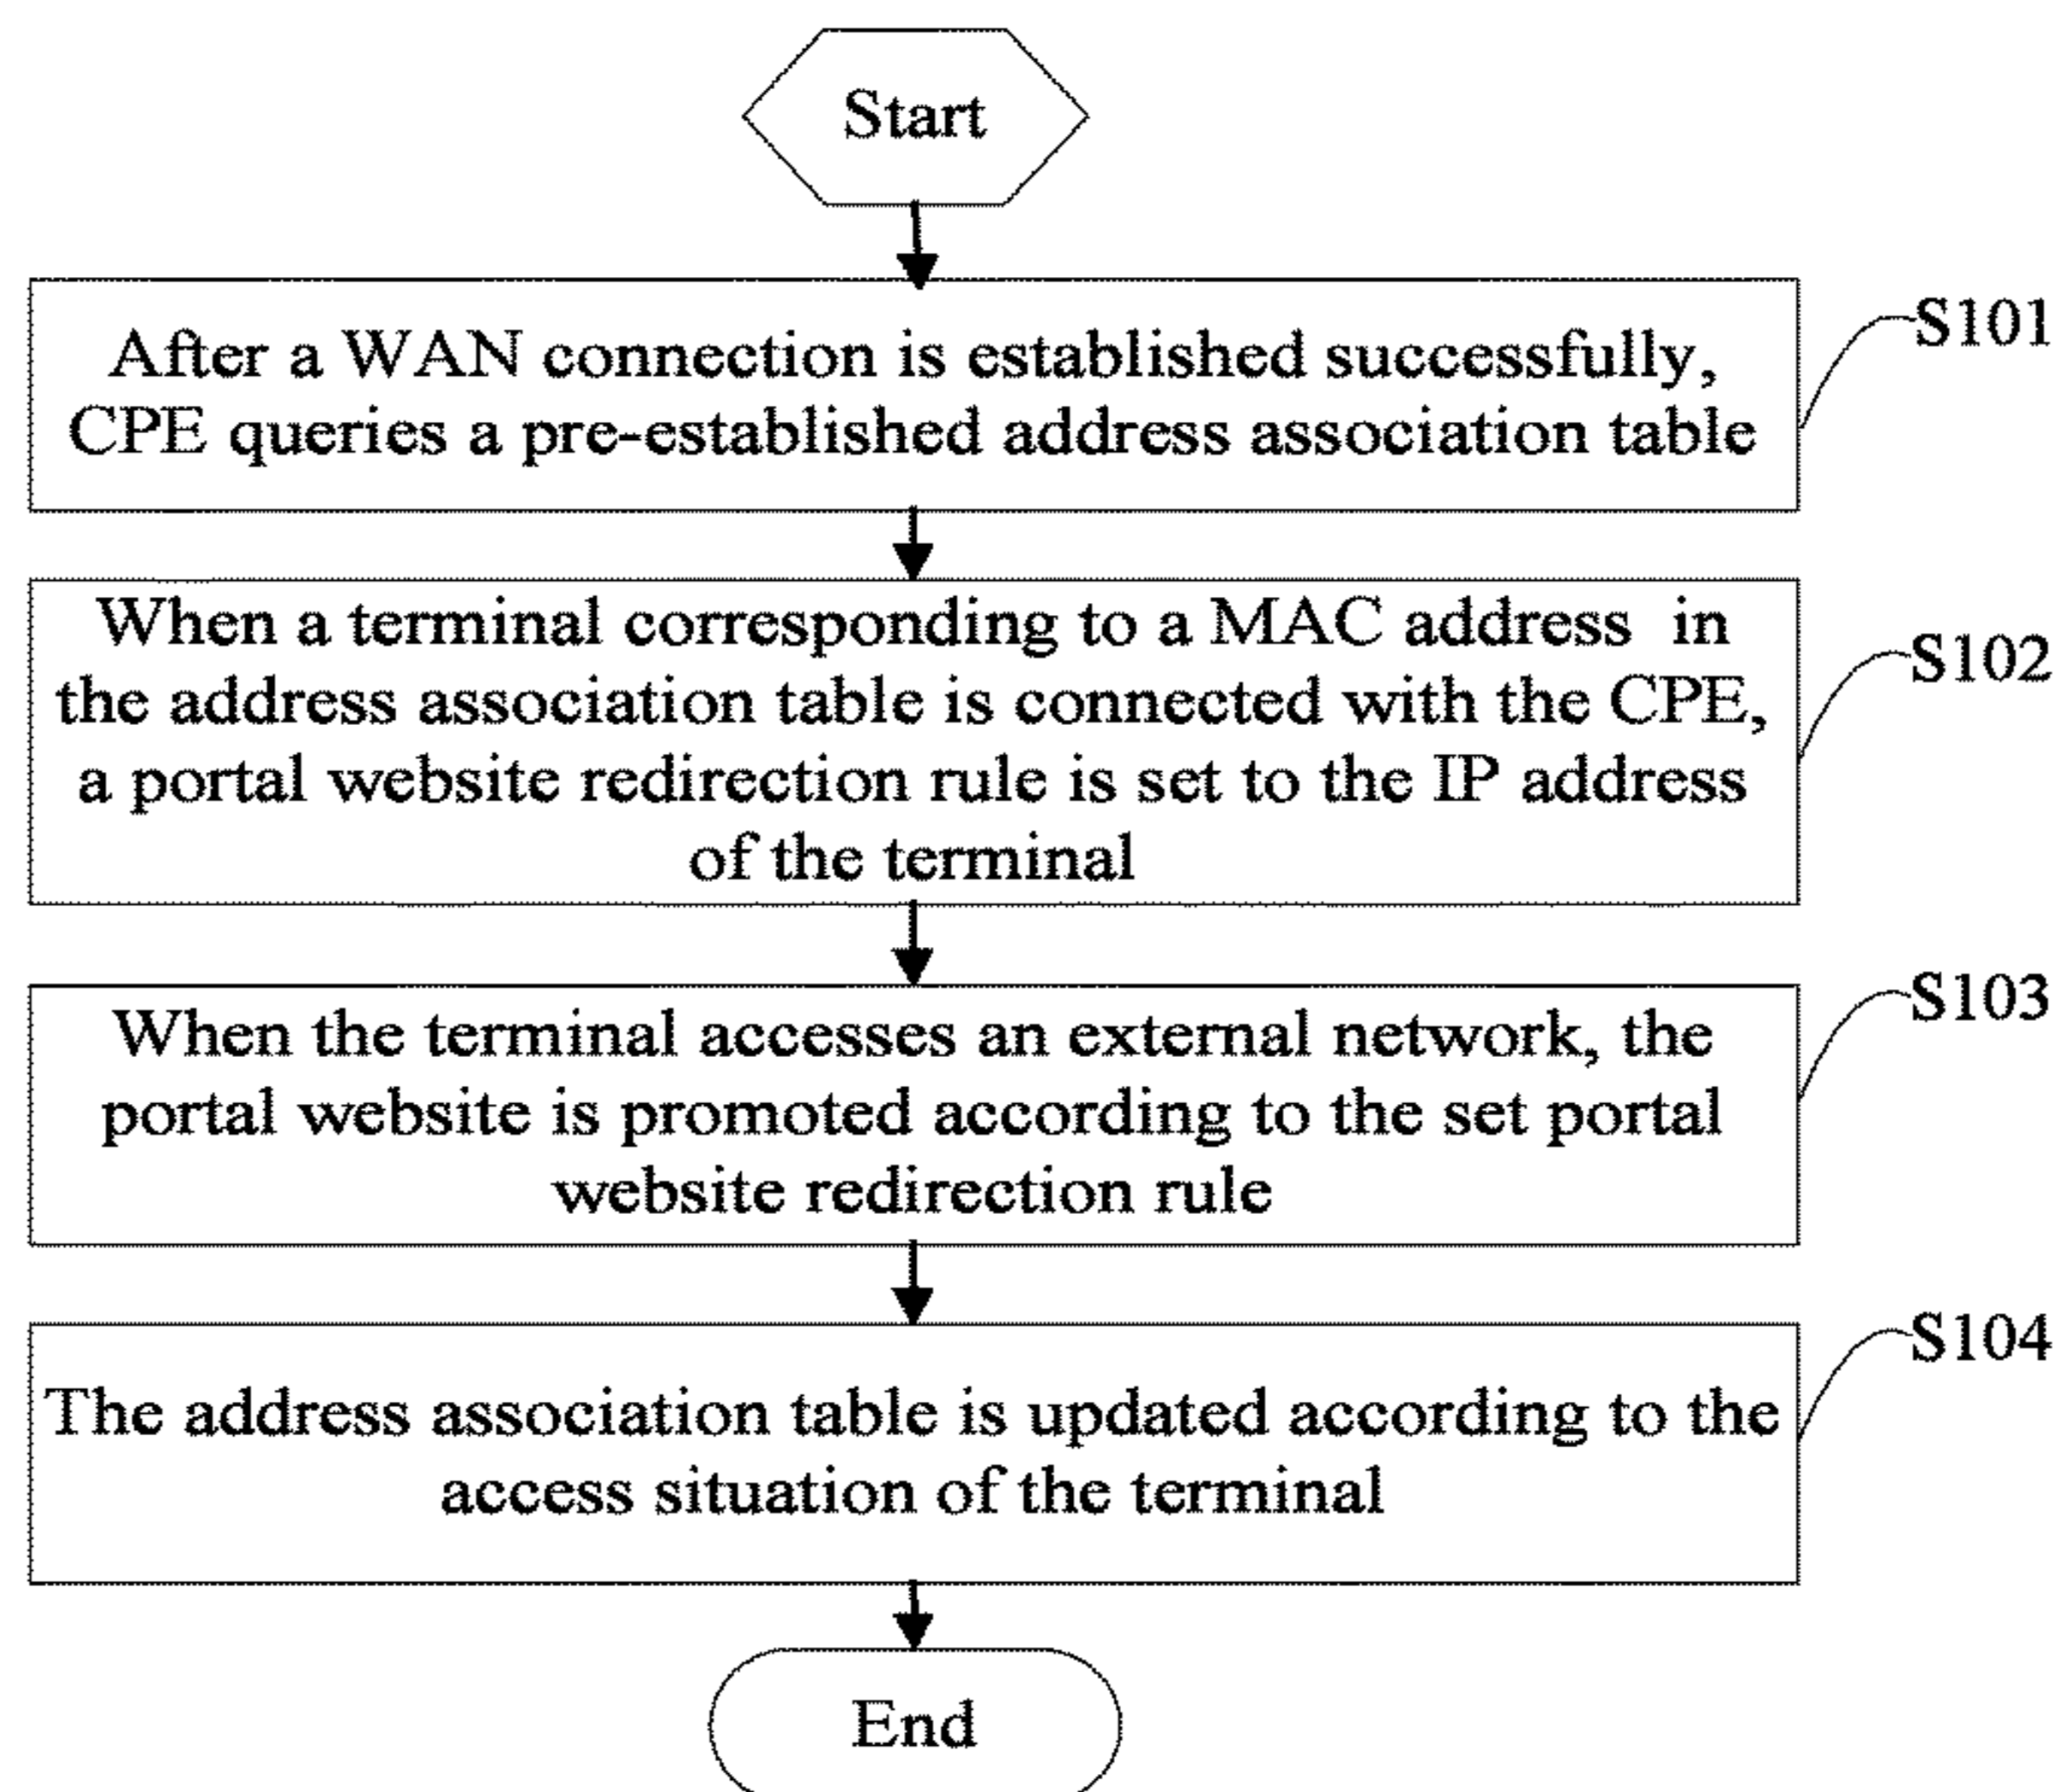 Start
After a WAN connection is established successfully,
CPE queries a pre-established address association table
S101
When a terminal corresponding to a MAC address in
the address association table is connected with the CPE,
a portal website redirection rule is set to the IP address
of the terminal
S102
When the terminal accesses an external network, the
portal website is promoted according to the set portal
website redirection rule
S103
The address association table is updated according to the
access situation of the terminal
S104
End